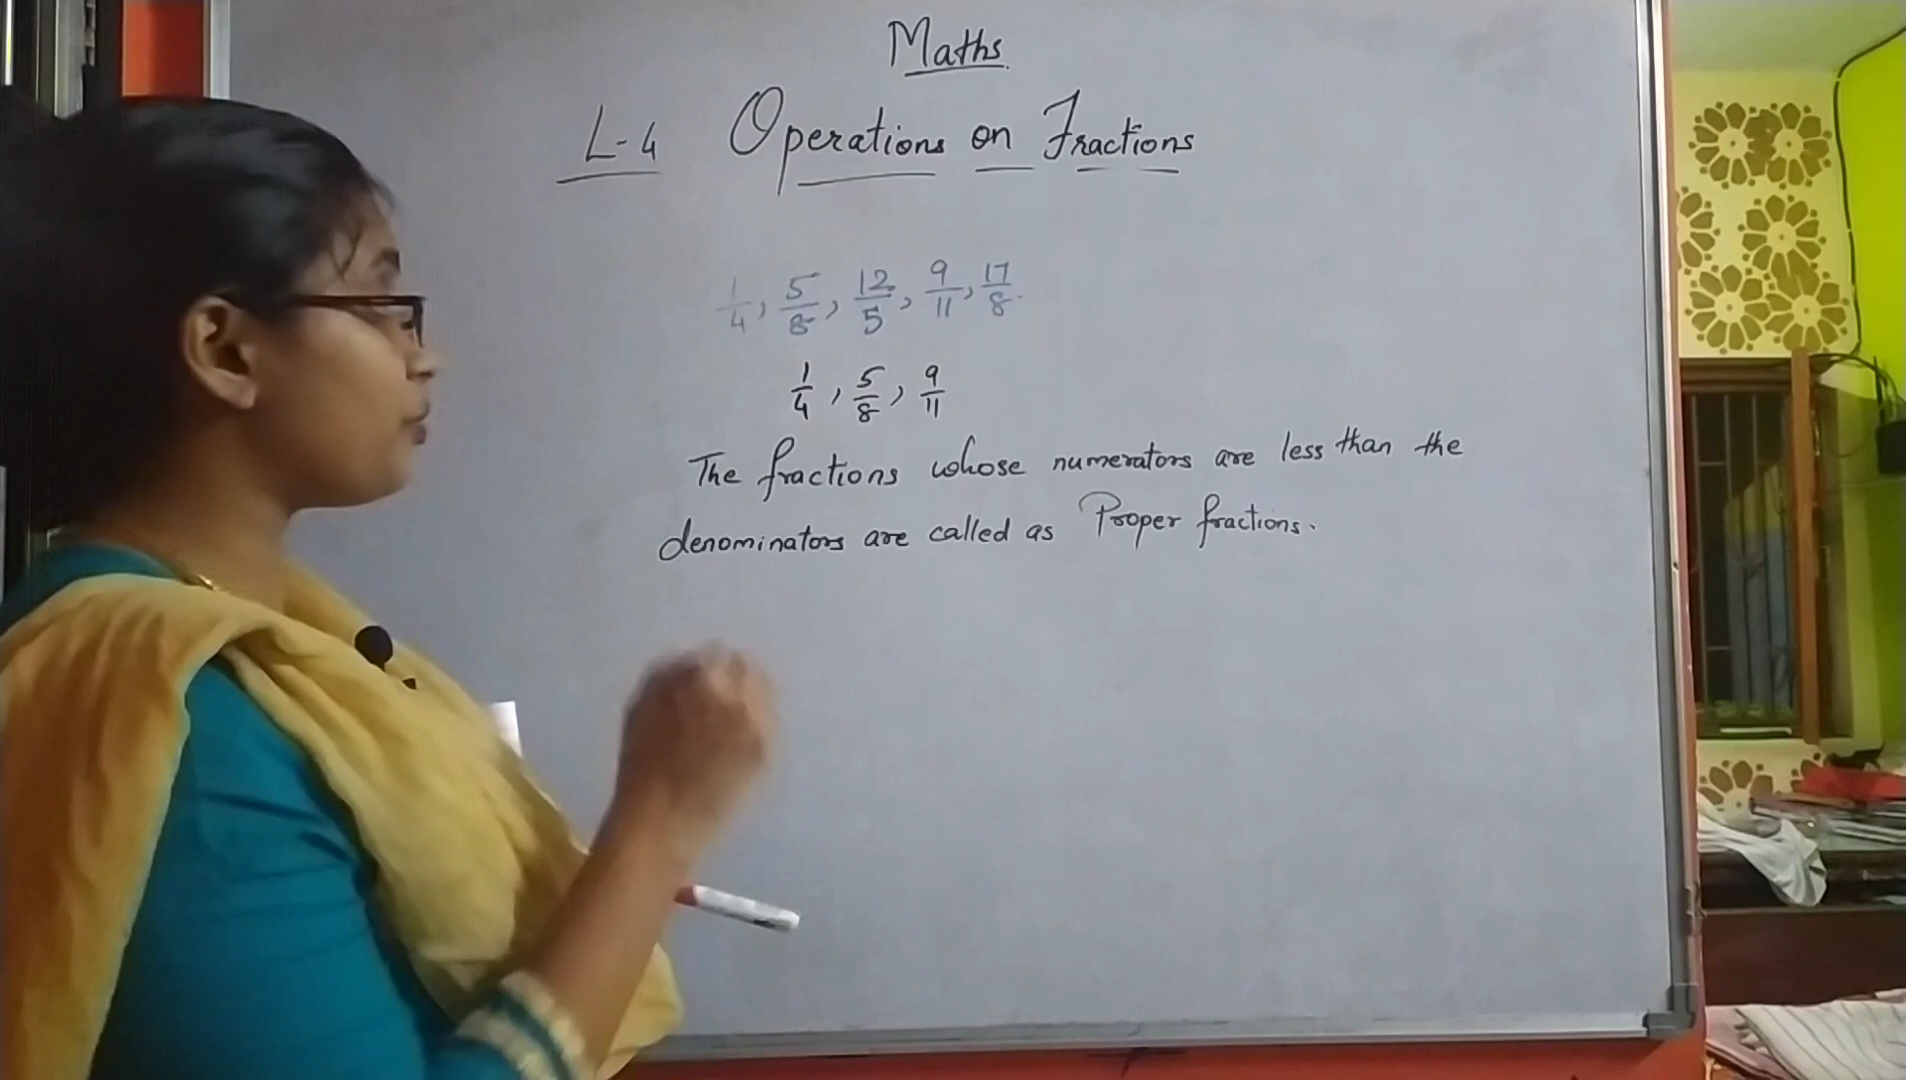 Maths
L-4 Operations on Fractions
1/4, 5/8, 12/5, 9/11, 17/8.
1/4, 5/8, 9/11
The fractions whose numerators are less than the
denominators are called as Proper fractions.